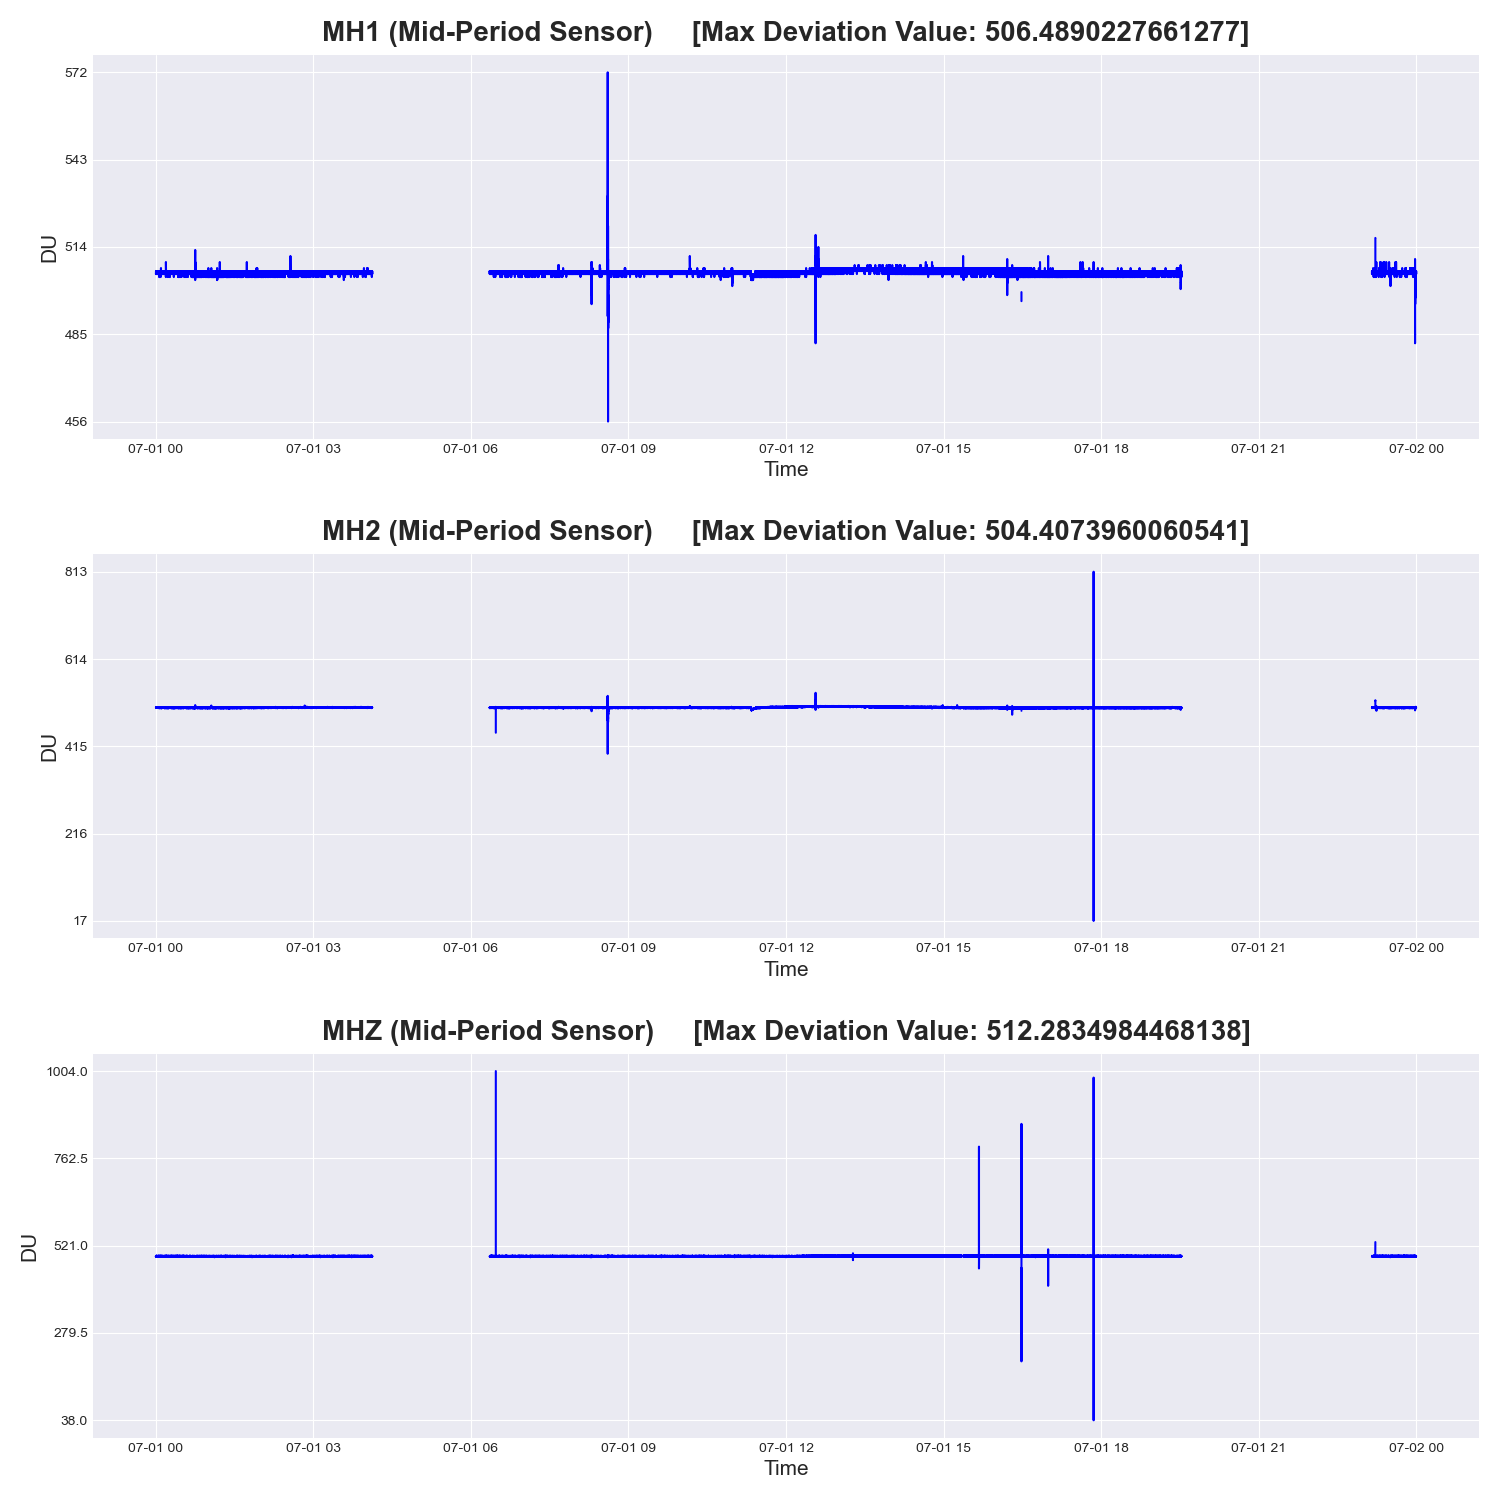 MH1 (Mid-Period Sensor) [Max Deviation Value: 506.4890227661277]
572
543
514
485
456
DU
07-01 00 07-01 03 07-01 06 07-01 09 07-01 12 07-01 15 07-01 18 07-01 21 07-02 00
Time
MH2 (Mid-Period Sensor) [Max Deviation Value: 504.4073960060541]
813
614
415
216
17
DU
07-01 00 07-01 03 07-01 06 07-01 09 07-01 12 07-01 15 07-01 18 07-01 21 07-02 00
Time
MHZ (Mid-Period Sensor) [Max Deviation Value: 512.2834984468138]
1004.0
762.5
521.0
279.5
38.0
DU
07-01 00 07-01 03 07-01 06 07-01 09 07-01 12 07-01 15 07-01 18 07-01 21 07-02 00
Time